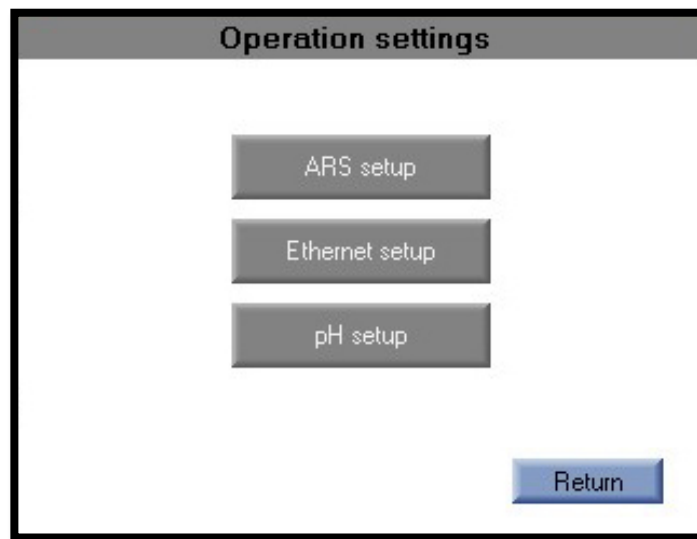 Operation settings
ARS setup
Ethernet setup
pH setup
Return